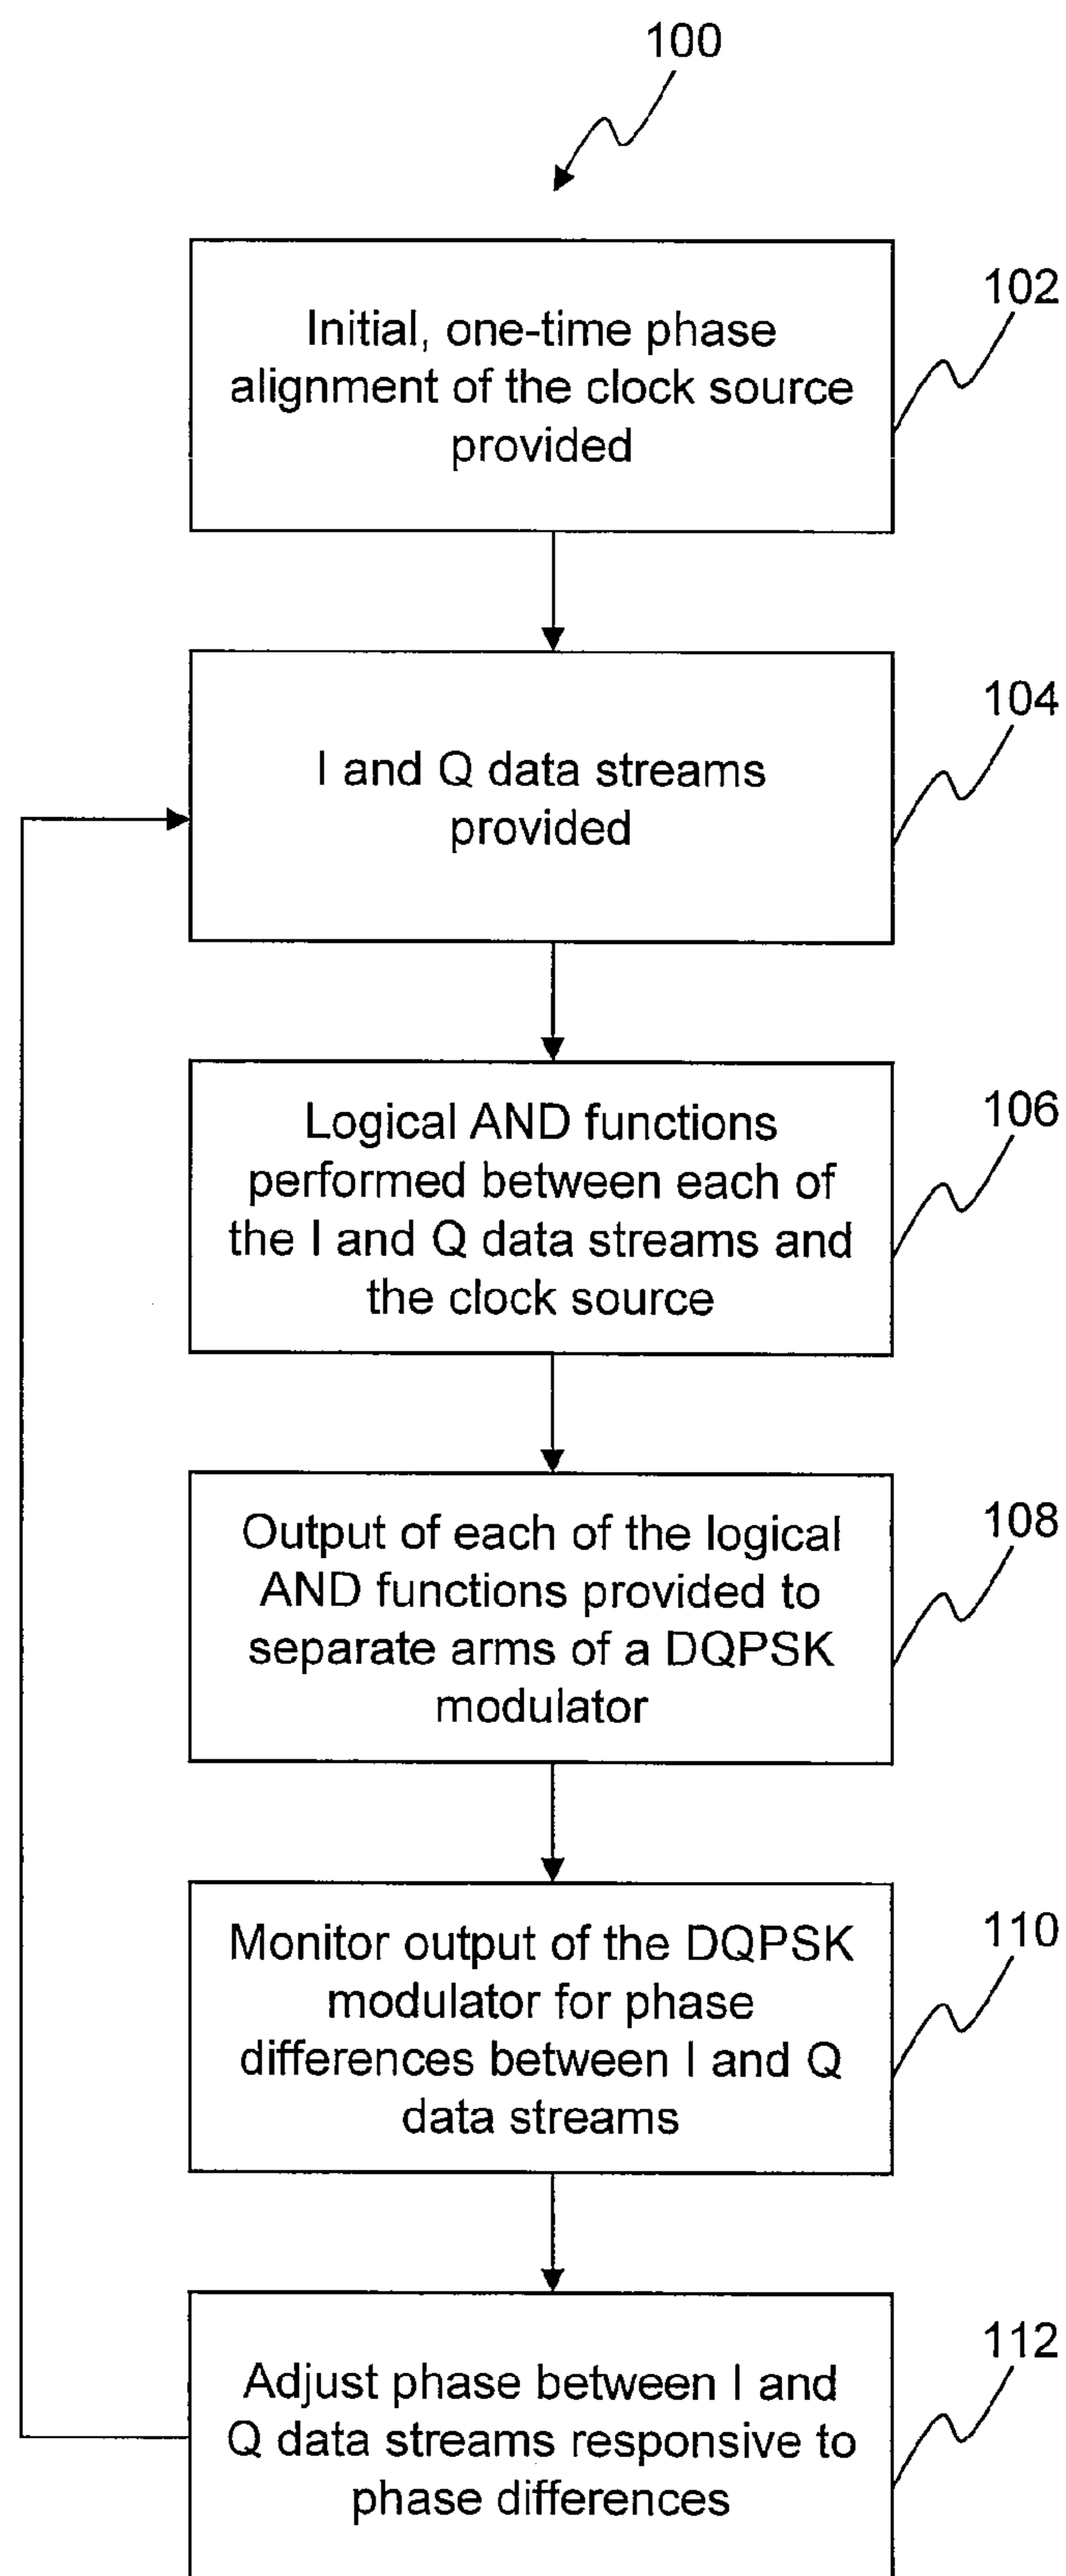 100
102
Initial, one-time phase
alignment of the clock source
provided
104
I and Q data streams
provided
106
Logical AND functions
performed between each of
the I and Q data streams and
the clock source
108
Output of each of the logical
AND functions provided to
separate arms of a DQPSK
modulator
110
Monitor output of the DQPSK
modulator for phase
differences between I and Q
data streams
112
Adjust phase between I and
Q data streams responsive to
phase differences